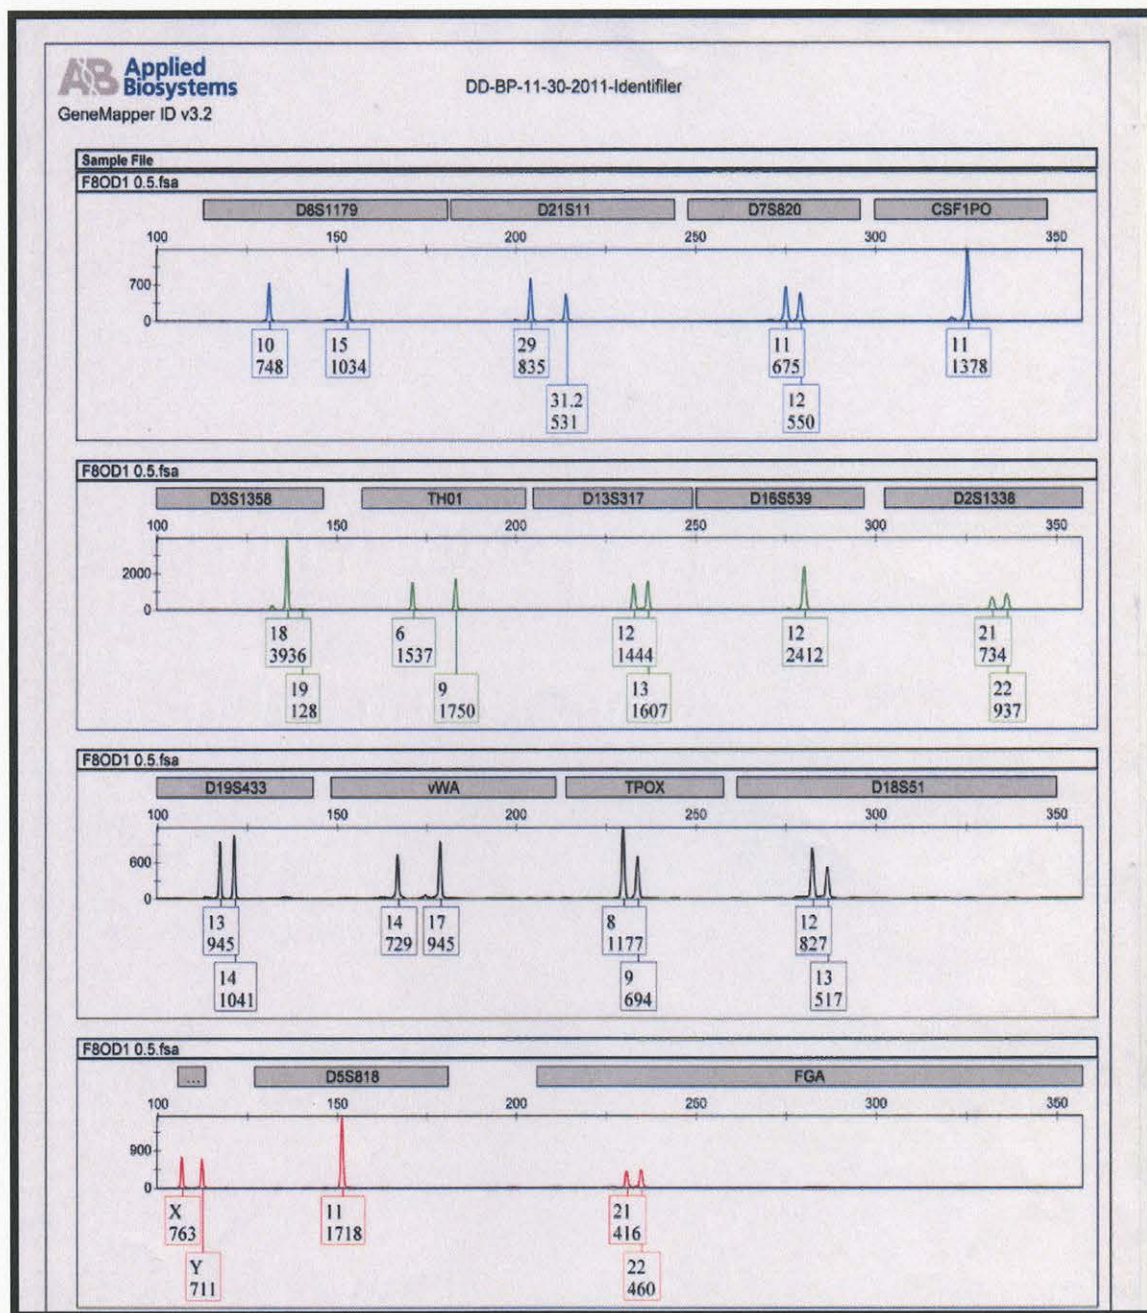 AB Applied
Biosystems
GeneMapper ID v3.2
DD-BP-11-30-2011-Identifiler
Sample File
F8OD1 0.5.fsa
D8S1179 D21S11 D7S820 CSF1PO
100 150 200 250 300 350
700
0
10 15 29 11 11
748 1034 835 675 1378
31.2 12
531 550
F8OD1 0.5.fsa
D3S1358 TH01 D13S317 D16S539 D2S1338
100 150 200 250 300 350
2000
0
18 6 12 12 21
3936 1537 1444 2412 734
19 9 13 22
128 1750 1607 937
F8OD1 0.5.fsa
D19S433 vWA TPOX D18S51
100 150 200 250 300 350
600
0
13 14 17 8 12
945 729 945 1177 827
14 9 13
1041 694 517
F8OD1 0.5.fsa
... D5S818 FGA
100 150 200 250 300 350
900
0
X 11 21
763 1718 416
Y 22
711 460